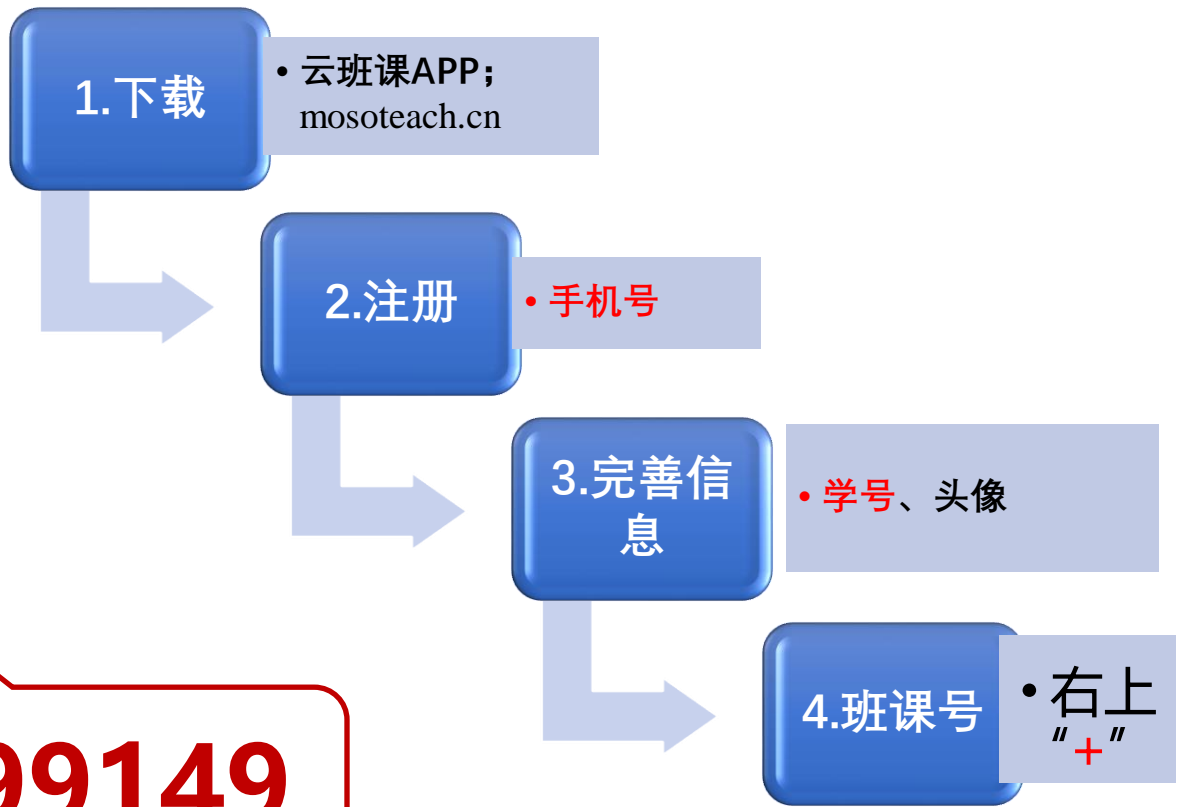 1.下载
• 云班课APP；
mosoteach.cn
2.注册
• 手机号
3.完善信
息
• 学号、头像
4.班课号
• 右上
“+”
99149